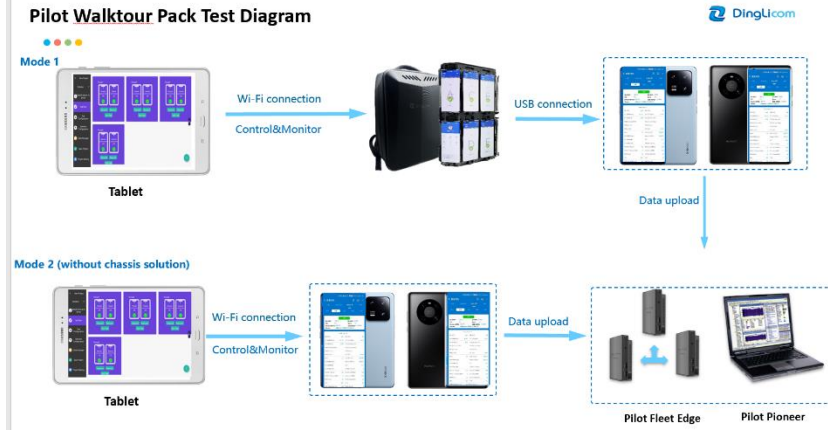 Pilot Walktour Pack Test Diagram
DingLicom
Mode 1
Wi-Fi connection
Control&Monitor
USB connection
Tablet
Data upload
Mode 2 (without chassis solution)
Wi-Fi connection
Control&Monitor
Data upload
Tablet
Pilot Fleet Edge
Pilot Pioneer